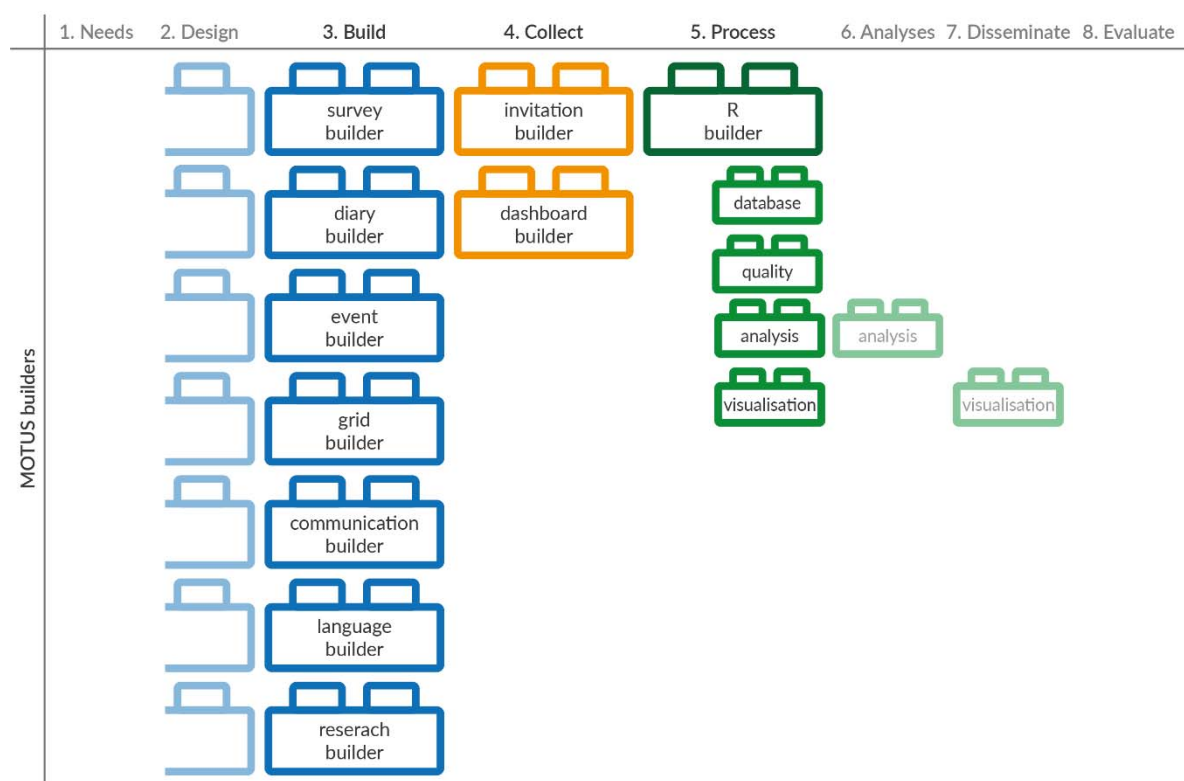 1. Needs
2. Design
3. Build
4. Collect
5. Process
6. Analyses
7. Disseminate
8. Evaluate
MOTUS builders
survey
builder
invitation
builder
R
builder
diary
builder
dashboard
builder
database
quality
event
builder
analysis
analysis
grid
builder
visualisation
visualisation
communication
builder
language
builder
reserach
builder